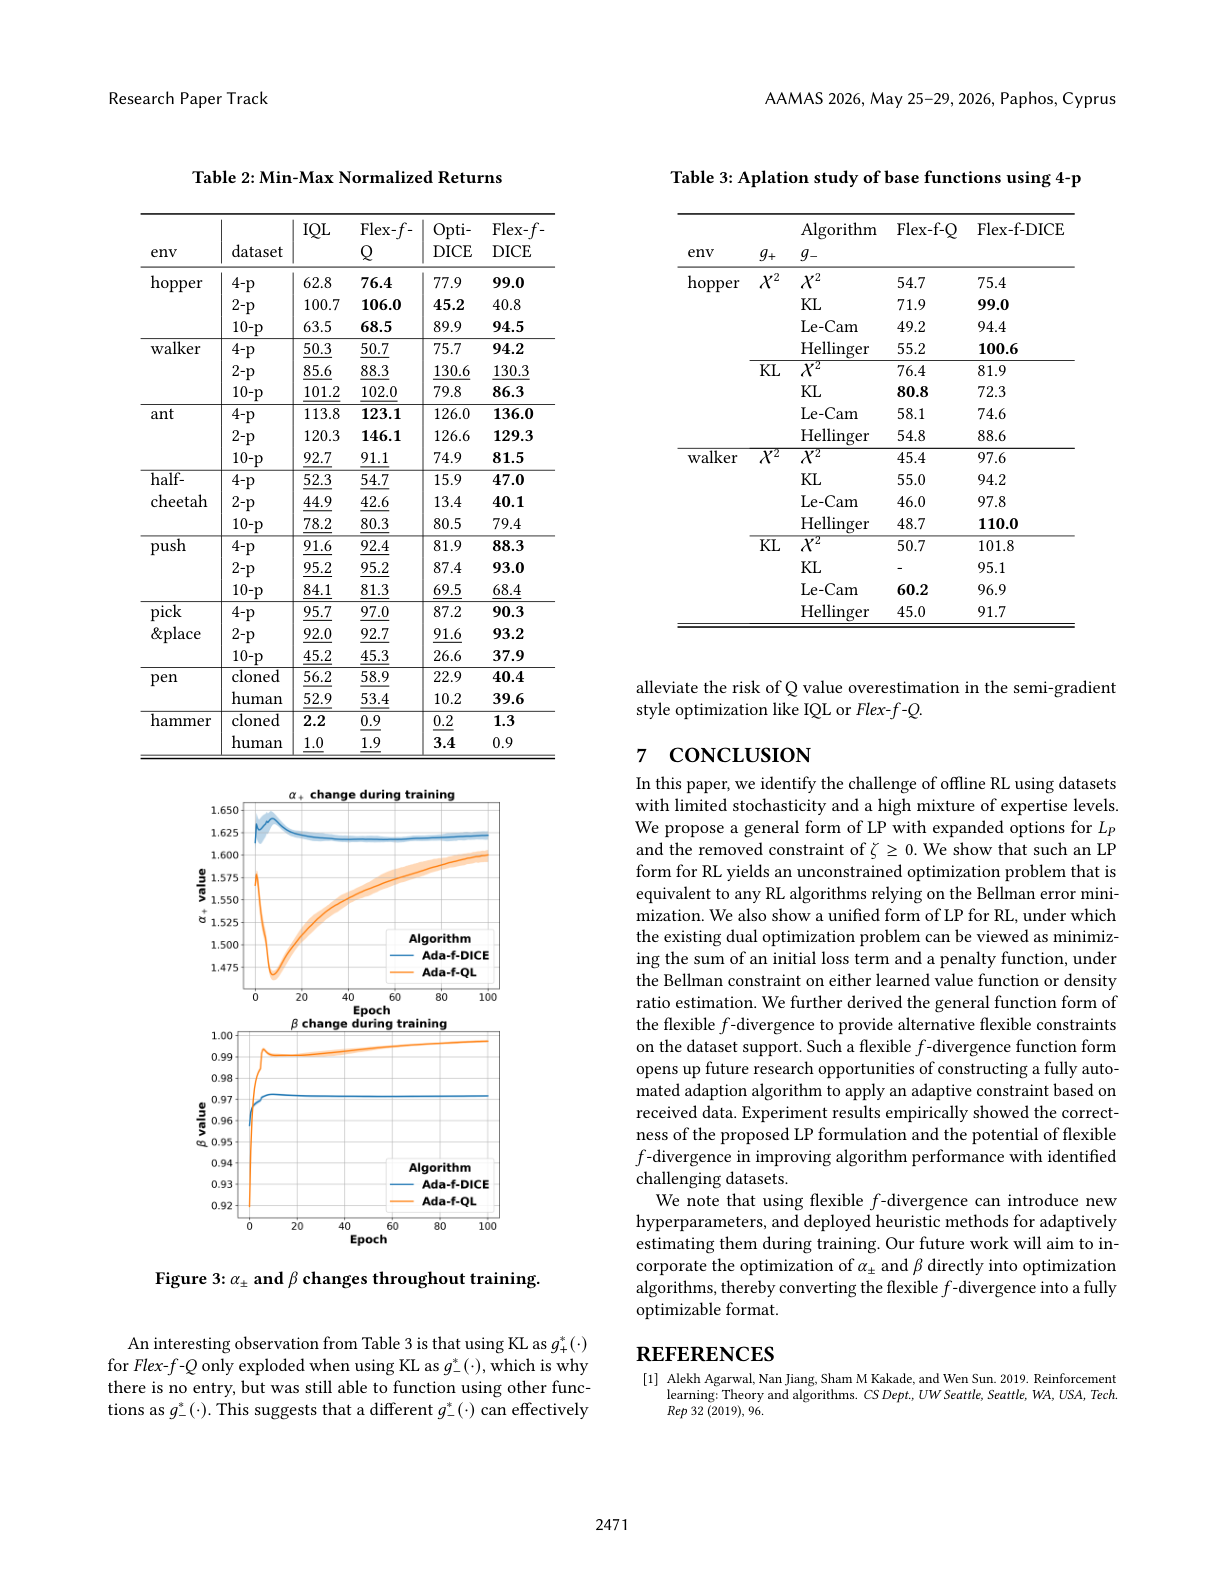 Research Paper Track
AAMAS 2026, May 25–29, 2026, Paphos, Cyprus
Table 2: Min-Max Normalized Returns
IQL Flex-f- Opti- Flex-f-
env dataset Q DICE DICE
hopper 4-p 62.8 76.4 77.9 99.0
2-p 100.7 106.0 45.2 40.8
10-p 63.5 68.5 89.9 94.5
walker 4-p 50.3 50.7 75.7 94.2
2-p 85.6 88.3 130.6 130.3
10-p 101.2 102.0 79.8 86.3
ant 4-p 113.8 123.1 126.0 136.0
2-p 120.3 146.1 126.6 129.3
10-p 92.7 91.1 74.9 81.5
half- 4-p 52.3 54.7 15.9 47.0
cheetah 2-p 44.9 42.6 13.4 40.1
10-p 78.2 80.3 80.5 79.4
push 4-p 91.6 92.4 81.9 88.3
2-p 95.2 95.2 87.4 93.0
10-p 84.1 81.3 69.5 68.4
pick 4-p 95.7 97.0 87.2 90.3
&place 2-p 92.0 92.7 91.6 93.2
10-p 45.2 45.3 26.6 37.9
pen cloned 56.2 58.9 22.9 40.4
human 52.9 53.4 10.2 39.6
hammer cloned 2.2 0.9 0.2 1.3
human 1.0 1.9 3.4 0.9
α+ change during training
1.650
1.625
1.600
1.575
1.550
1.525
1.500
1.475
α+ value
Algorithm
Ada-f-DICE
Ada-f-QL
0 20 40 60 80 100
Epoch
β change during training
1.00
0.99
0.98
0.97
0.96
0.95
0.94
0.93
0.92
β value
Algorithm
Ada-f-DICE
Ada-f-QL
0 20 40 60 80 100
Epoch
Figure 3: α± and β changes throughout training.
An interesting observation from Table 3 is that using KL as g*+(·)
for Flex-f-Q only exploded when using KL as g*−(·), which is why
there is no entry, but was still able to function using other func-
tions as g*−(·). This suggests that a different g*−(·) can effectively
Table 3: Aplation study of base functions using 4-p
Algorithm Flex-f-Q Flex-f-DICE
env g+ g−
hopper χ² χ² 54.7 75.4
KL 71.9 99.0
Le-Cam 49.2 94.4
Hellinger 55.2 100.6
KL χ² 76.4 81.9
KL 80.8 72.3
Le-Cam 58.1 74.6
Hellinger 54.8 88.6
walker χ² χ² 45.4 97.6
KL 55.0 94.2
Le-Cam 46.0 97.8
Hellinger 48.7 110.0
KL χ² 50.7 101.8
KL - 95.1
Le-Cam 60.2 96.9
Hellinger 45.0 91.7
alleviate the risk of Q value overestimation in the semi-gradient
style optimization like IQL or Flex-f-Q.
7 CONCLUSION
In this paper, we identify the challenge of offline RL using datasets
with limited stochasticity and a high mixture of expertise levels.
We propose a general form of LP with expanded options for LP
and the removed constraint of ζ ≥ 0. We show that such an LP
form for RL yields an unconstrained optimization problem that is
equivalent to any RL algorithms relying on the Bellman error mini-
mization. We also show a unified form of LP for RL, under which
the existing dual optimization problem can be viewed as minimiz-
ing the sum of an initial loss term and a penalty function, under
the Bellman constraint on either learned value function or density
ratio estimation. We further derived the general function form of
the flexible f-divergence to provide alternative flexible constraints
on the dataset support. Such a flexible f-divergence function form
opens up future research opportunities of constructing a fully auto-
mated adaption algorithm to apply an adaptive constraint based on
received data. Experiment results empirically showed the correct-
ness of the proposed LP formulation and the potential of flexible
f-divergence in improving algorithm performance with identified
challenging datasets.
We note that using flexible f-divergence can introduce new
hyperparameters, and deployed heuristic methods for adaptively
estimating them during training. Our future work will aim to in-
corporate the optimization of α± and β directly into optimization
algorithms, thereby converting the flexible f-divergence into a fully
optimizable format.
REFERENCES
[1] Alekh Agarwal, Nan Jiang, Sham M Kakade, and Wen Sun. 2019. Reinforcement
learning: Theory and algorithms. CS Dept., UW Seattle, Seattle, WA, USA, Tech.
Rep 32 (2019), 96.
2471